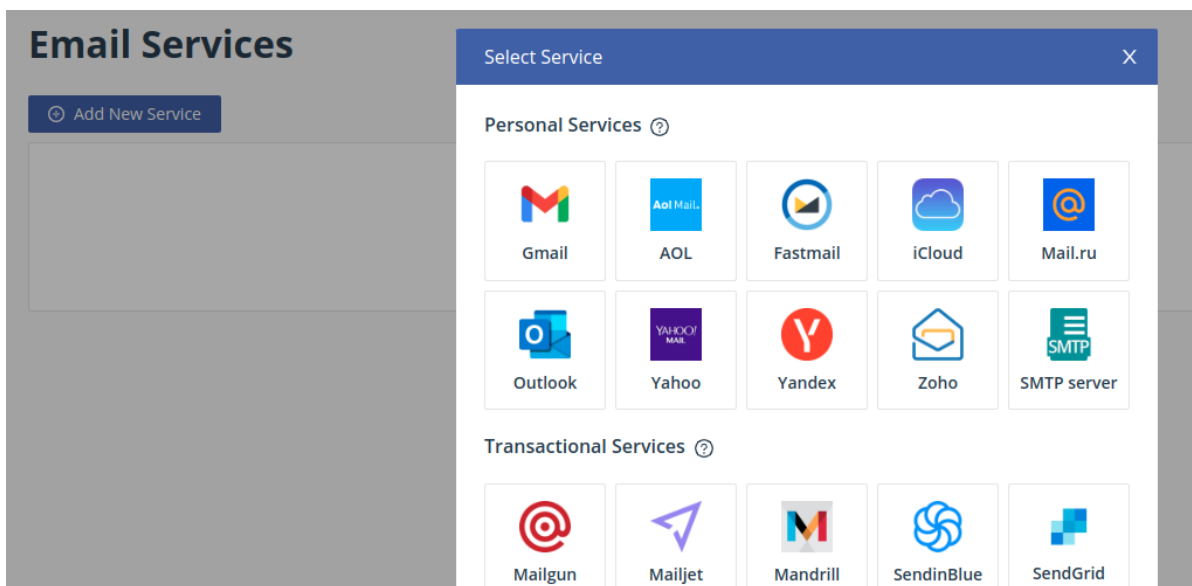 Email Services
Add New Service
Select Service X
Personal Services ?
Aol Mail.
Gmail AOL Fastmail iCloud Mail.ru
YAHOO!
MAIL
SMTP
Outlook Yahoo Yandex Zoho SMTP server
Transactional Services ?
Mailgun Mailjet Mandrill SendinBlue SendGrid